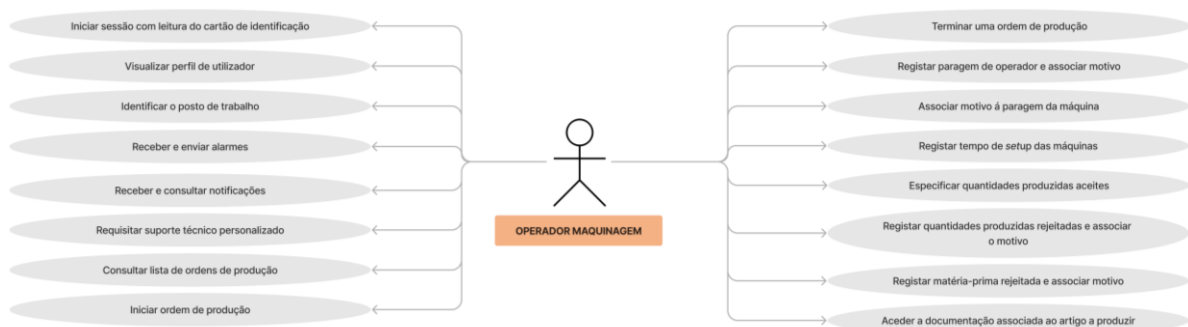 Iniciar sessão com leitura do cartão de identificação
Visualizar perfil de utilizador
Identificar o posto de trabalho
Receber e enviar alarmes
Receber e consultar notificações
Requisitar suporte técnico personalizado
Consultar lista de ordens de produção
Iniciar ordem de produção
OPERADOR MAQUINAGEM
Terminar uma ordem de produção
Registar paragem de operador e associar motivo
Associar motivo á paragem da máquina
Registar tempo de setup das máquinas
Especificar quantidades produzidas aceites
Registar quantidades produzidas rejeitadas e associar
o motivo
Registar matéria-prima rejeitada e associar motivo
Aceder a documentação associada ao artigo a produzir